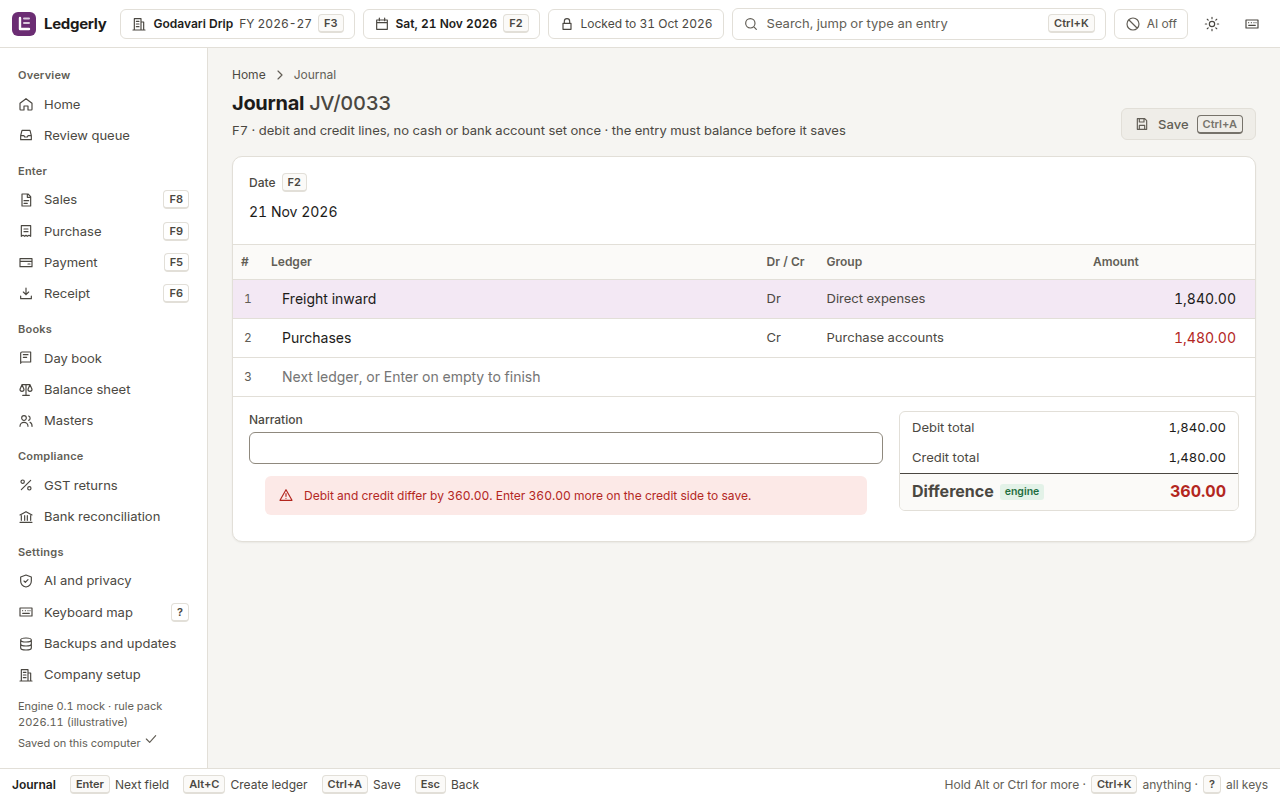 Ledgerly
Godavari Drip FY 2026-27 F3
Sat, 21 Nov 2026 F2
Locked to 31 Oct 2026
Search, jump or type an entry Ctrl+K
AI off
Overview
Home
Review queue
Enter
Sales F8
Purchase F9
Payment F5
Receipt F6
Books
Day book
Balance sheet
Masters
Compliance
GST returns
Bank reconciliation
Settings
AI and privacy
Keyboard map ?
Backups and updates
Company setup
Engine 0.1 mock · rule pack
2026.11 (illustrative)
Saved on this computer
Home > Journal
Journal JV/0033
F7 · debit and credit lines, no cash or bank account set once · the entry must balance before it saves
Save Ctrl+A
Date F2
21 Nov 2026
# Ledger Dr / Cr Group Amount
1 Freight inward Dr Direct expenses 1,840.00
2 Purchases Cr Purchase accounts 1,480.00
3 Next ledger, or Enter on empty to finish
Narration
Debit and credit differ by 360.00. Enter 360.00 more on the credit side to save.
Debit total 1,840.00
Credit total 1,480.00
Difference engine 360.00
Journal Enter Next field Alt+C Create ledger Ctrl+A Save Esc Back
Hold Alt or Ctrl for more · Ctrl+K anything · ? all keys